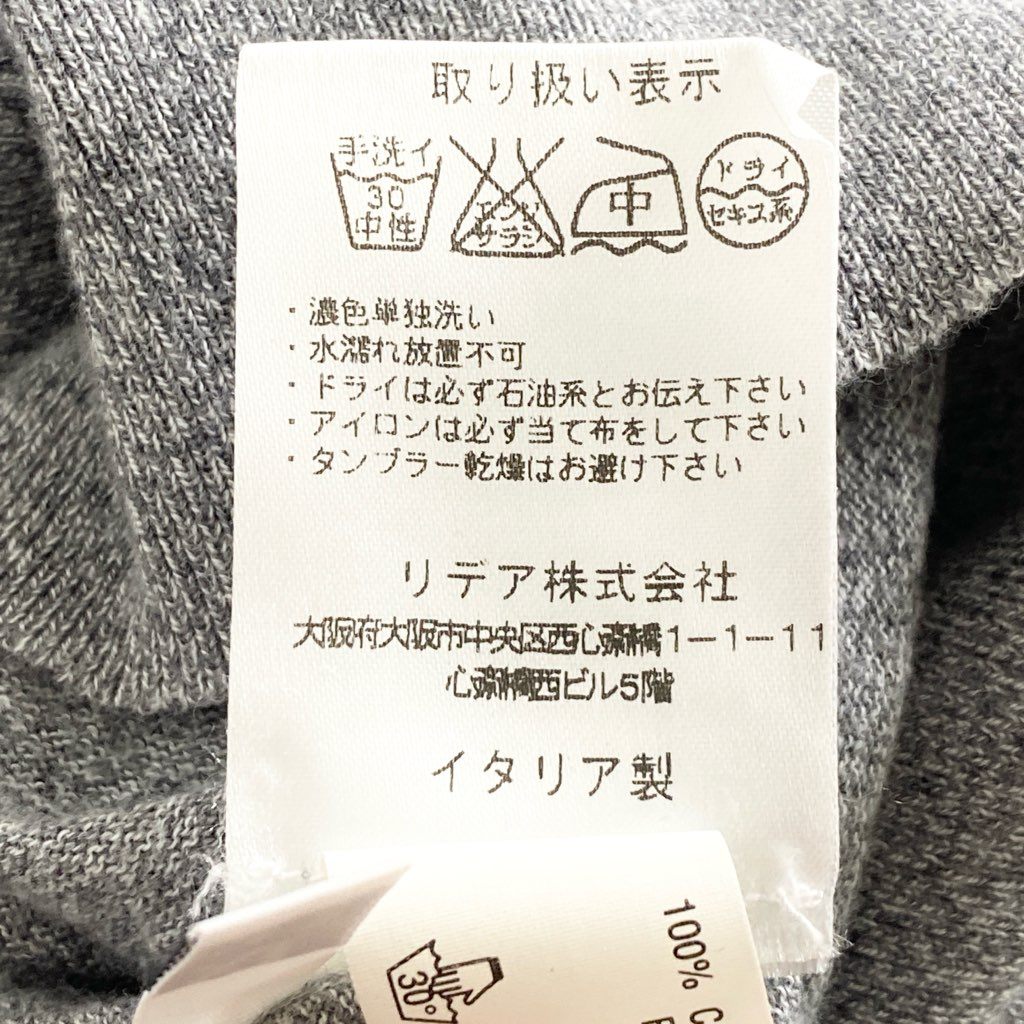 取り扱い表示
手洗イ
30
中性
エンソ
サラシ
中
ドライ
セキユ系
・濃色単独洗い
・水濡れ放置不可
・ドライは必ず石油系とお伝え下さい
・アイロンは必ず当て布をして下さい
・タンブラー乾燥はお避け下さい
リデア株式会社
大阪府大阪市中央区西心斎橋1-1-11
心斎橋西ビル5階
イタリア製
100%
30°